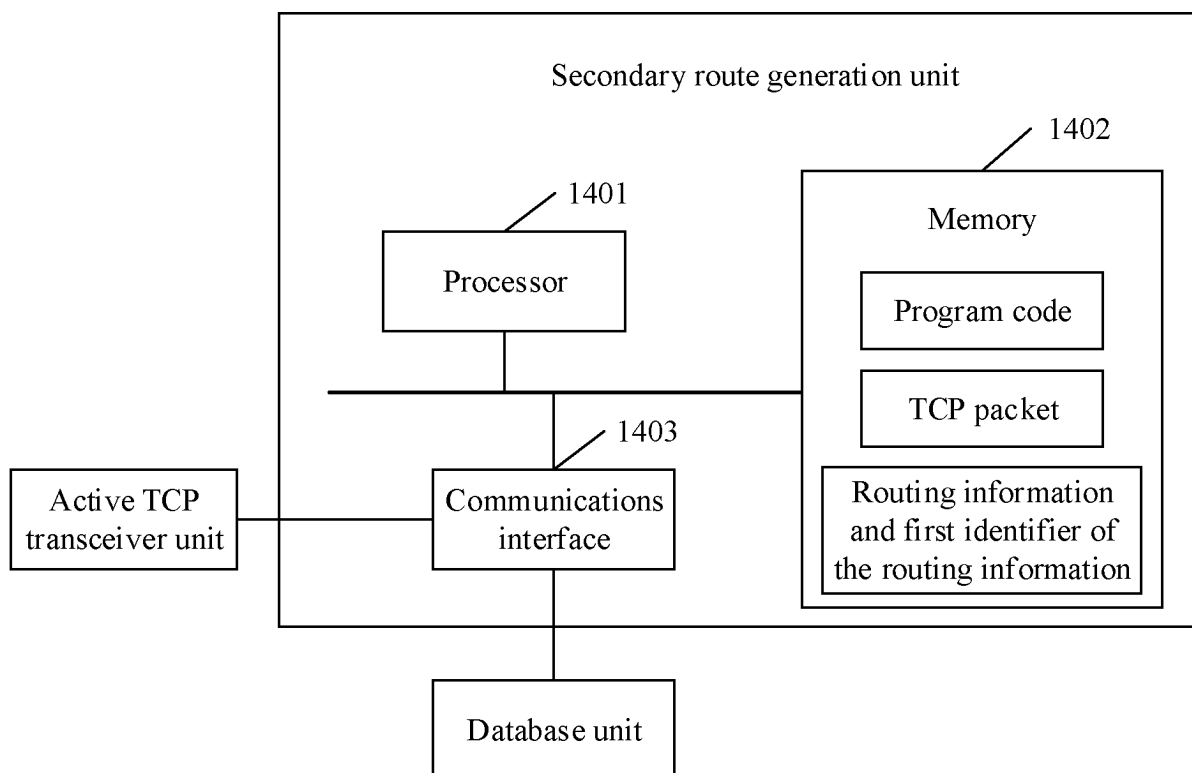 Secondary route generation unit
1402
1401
Memory
Processor
Program code
TCP packet
1403
Active TCP
transceiver unit
Communications
interface
Routing information
and first identifier of
the routing information
Database unit